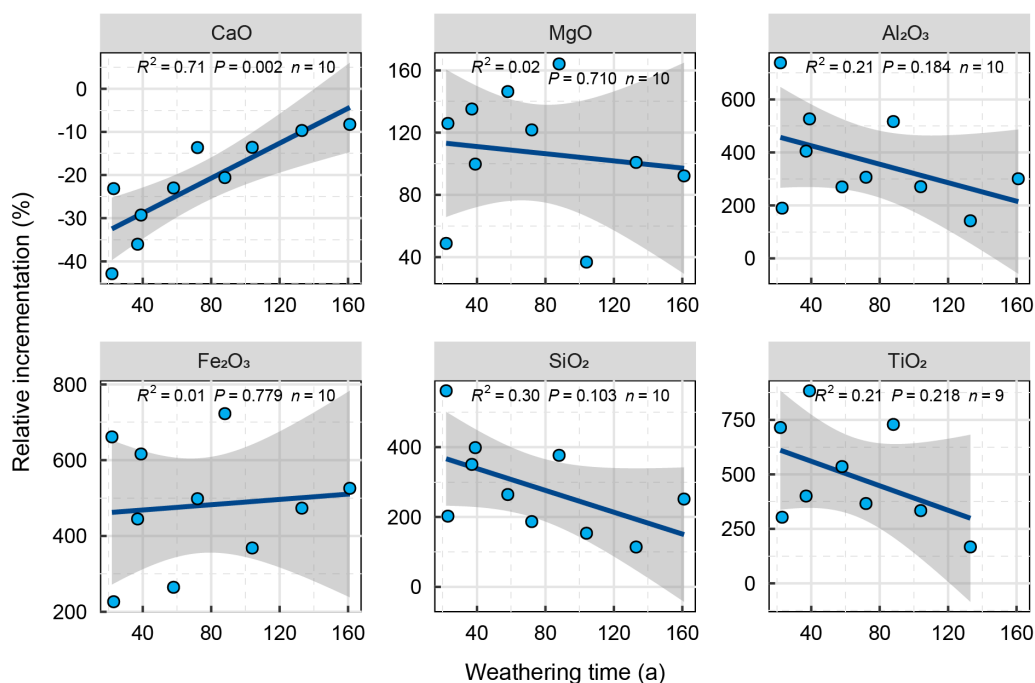 CaO
MgO
Al₂O₃
R² = 0.71 P = 0.002 n = 10
R² = 0.02
P = 0.710 n = 10
R² = 0.21 P = 0.184 n = 10
0
-10
-20
-30
-40
160
120
80
40
600
400
200
0
40 80 120 160
40 80 120 160
40 80 120 160
Relative incrementation (%)
Fe₂O₃
SiO₂
TiO₂
R² = 0.01 P = 0.779 n = 10
R² = 0.30 P = 0.103 n = 10
R² = 0.21 P = 0.218 n = 9
800
600
400
200
400
200
0
750
500
250
0
40 80 120 160
40 80 120 160
40 80 120 160
Weathering time (a)